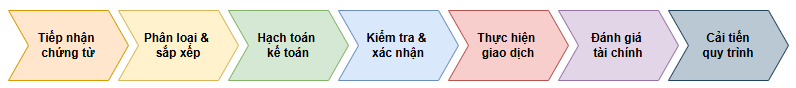 Tiếp nhận
chứng từ
Phân loại &
sắp xếp
Hạch toán
kế toán
Kiểm tra &
xác nhận
Thực hiện
giao dịch
Đánh giá
tài chính
Cải tiến
quy trình